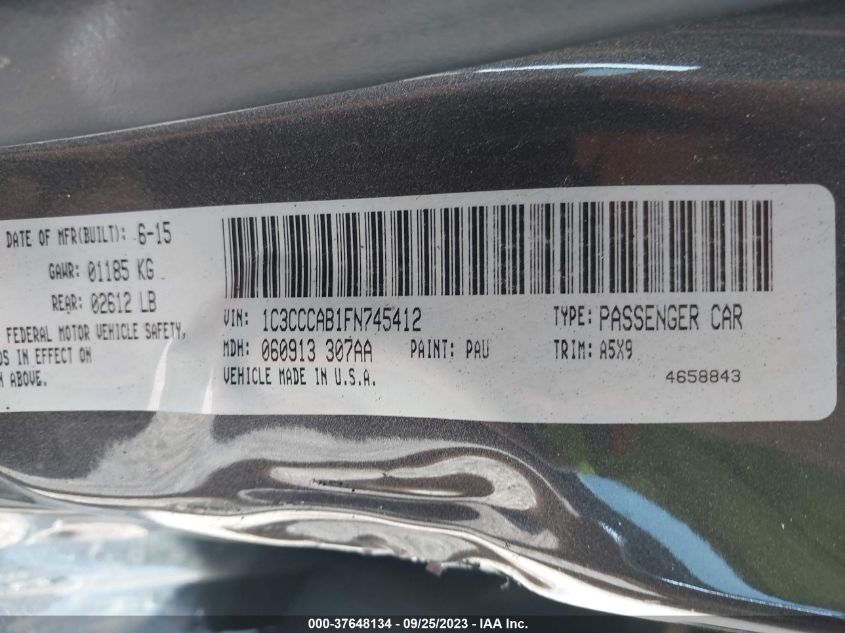 DATE OF MFR(BUILT): 6-15
GAWR: 01185 KG
REAR: 02612 LB
FEDERAL MOTOR VEHICLE SAFETY,
DS IN EFFECT ON
N ABOVE.
VIN: 1C3CCCAB1FN745412
TYPE: PASSENGER CAR
MDH: 060913 307AA
PAINT: PAU
TRIM: A5X9
VEHICLE MADE IN U.S.A.
4658843
000-37648134 - 09/25/2023 - IAA Inc.